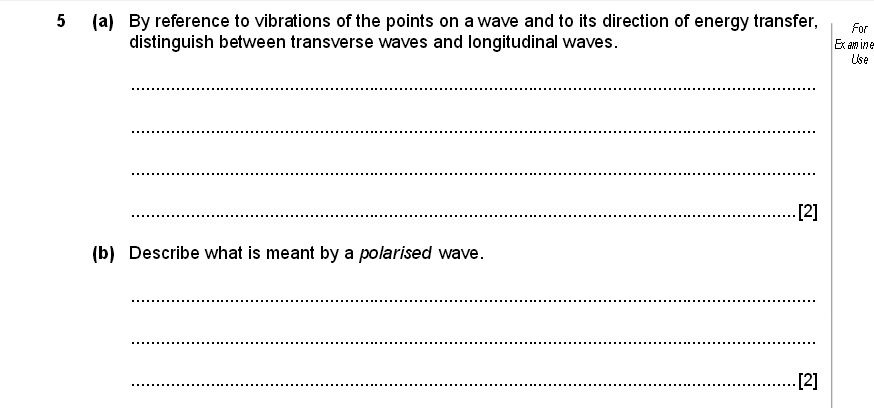 5 (a) By reference to vibrations of the points on a wave and to its direction of energy transfer,
distinguish between transverse waves and longitudinal waves.
For
Examine
Use
..........................................................................................................................................
..........................................................................................................................................
..........................................................................................................................................
......................................................................................................................................[2]
(b) Describe what is meant by a polarised wave.
..........................................................................................................................................
..........................................................................................................................................
......................................................................................................................................[2]